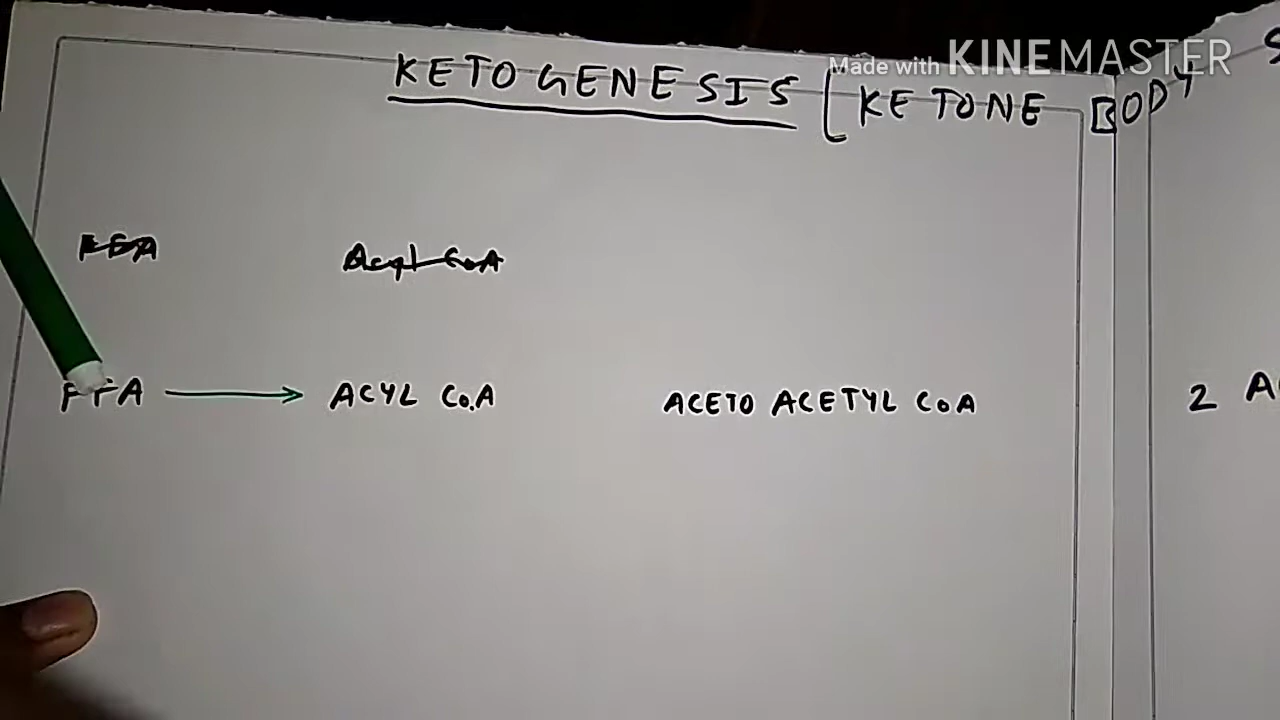 Made with KINEMASTER
KETOGENESIS [KETONE BODY
FFA Acyl CoA
FFA ACYL CoA ACETO ACETYL CoA 2